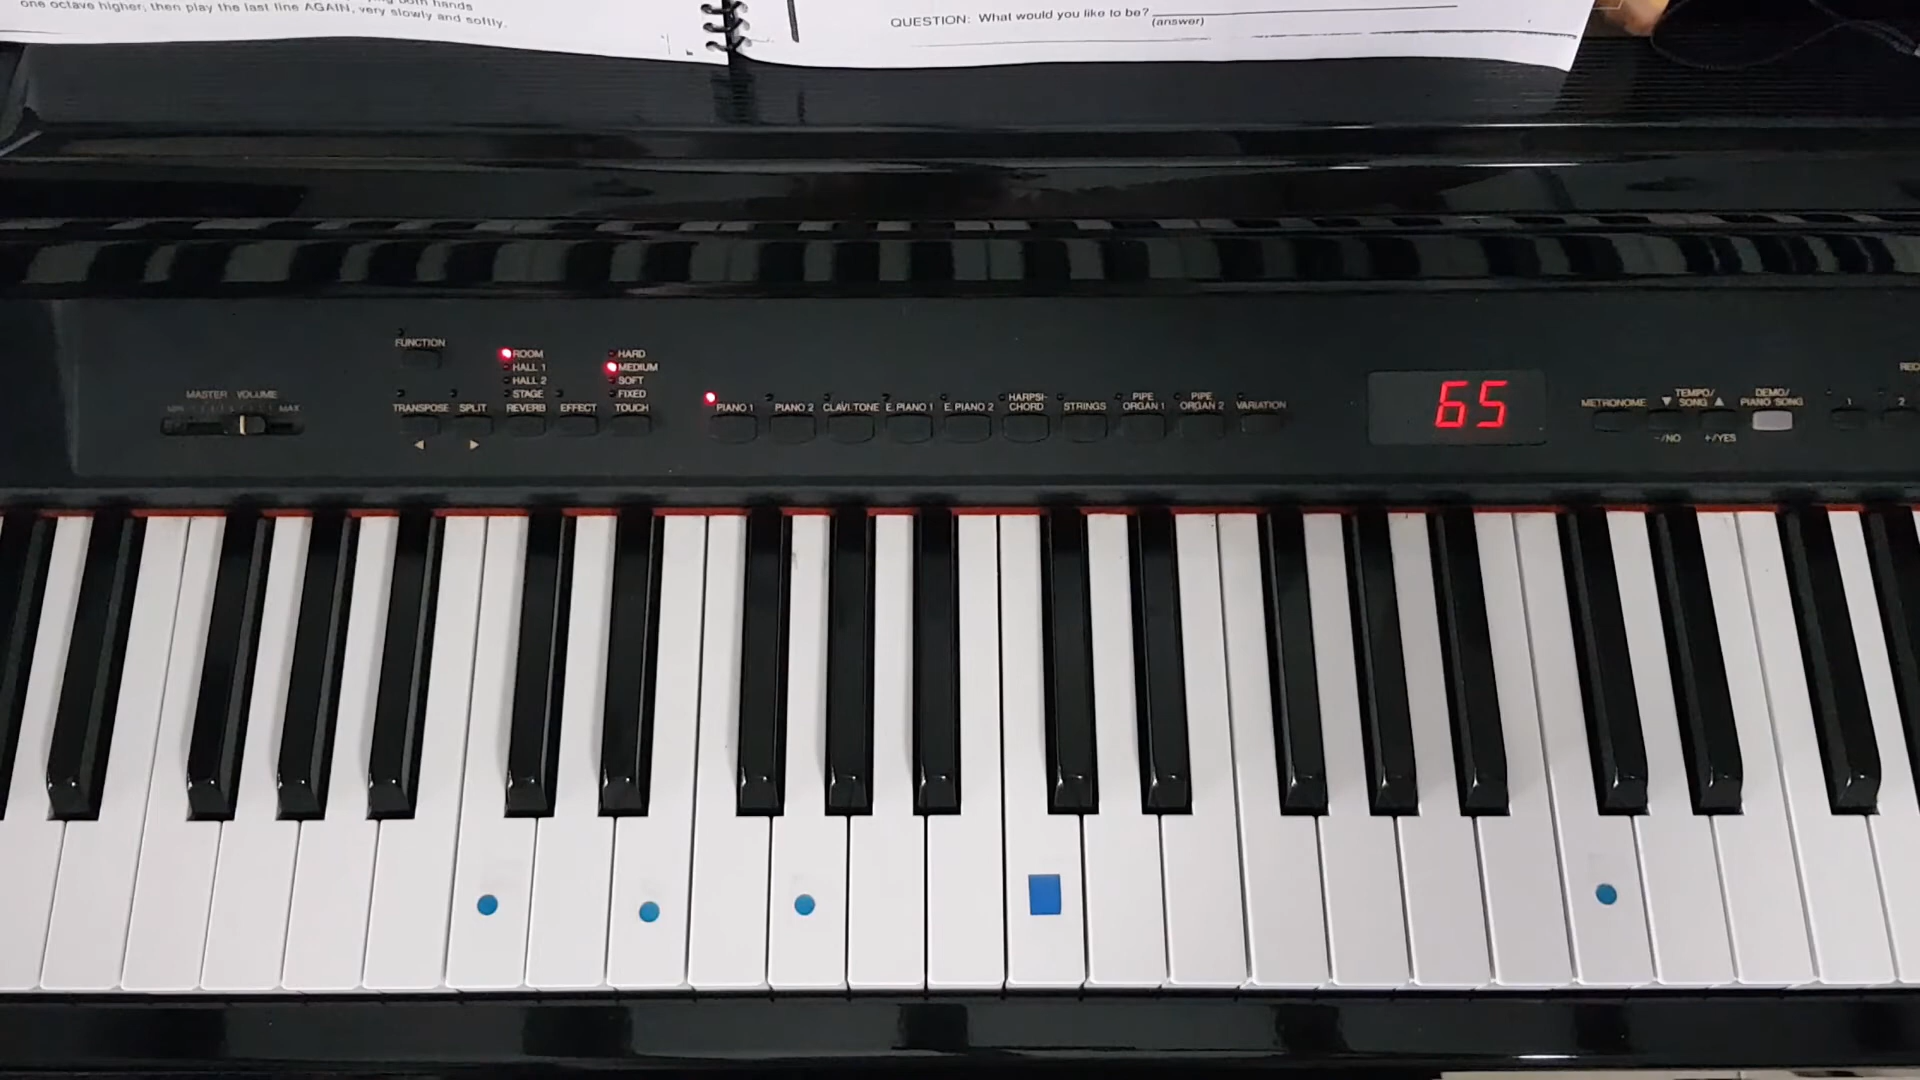 one octave higher, then play the last line AGAIN, very slowly and softly.
both hands
QUESTION: What would you like to be?
(answer)
FUNCTION
MASTER VOLUME
MIN MAX
ROOM
HALL 1
HALL 2
STAGE
HARD
MEDIUM
SOFT
FIXED
TRANSPOSE SPLIT REVERB EFFECT TOUCH
PIANO 1 PIANO 2 CLAVI.TONE E. PIANO 1 E. PIANO 2 HARPSI-CHORD STRINGS PIPE ORGAN 1 PIPE ORGAN 2 VARIATION
65
METRONOME
TEMPO/
▼ SONG ▲
-/NO +/YES
DEMO/
PIANO SONG
REC
1 2